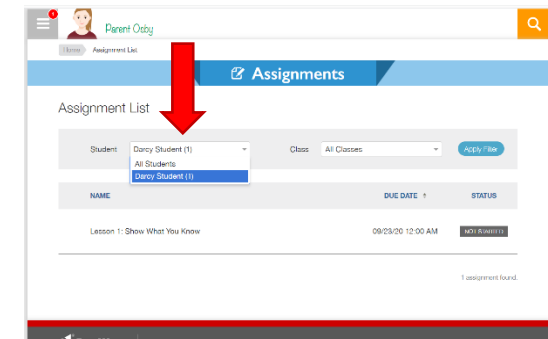 Parent Osby
Home Assignment List
Assignments
Assignment List
Student Darcy Student (1) Class All Classes Apply Filter
All Students
Darcy Student (1)
NAME DUE DATE ↑ STATUS
Lesson 1: Show What You Know 09/23/20 12:00 AM NOT STARTED
1 assignment found.